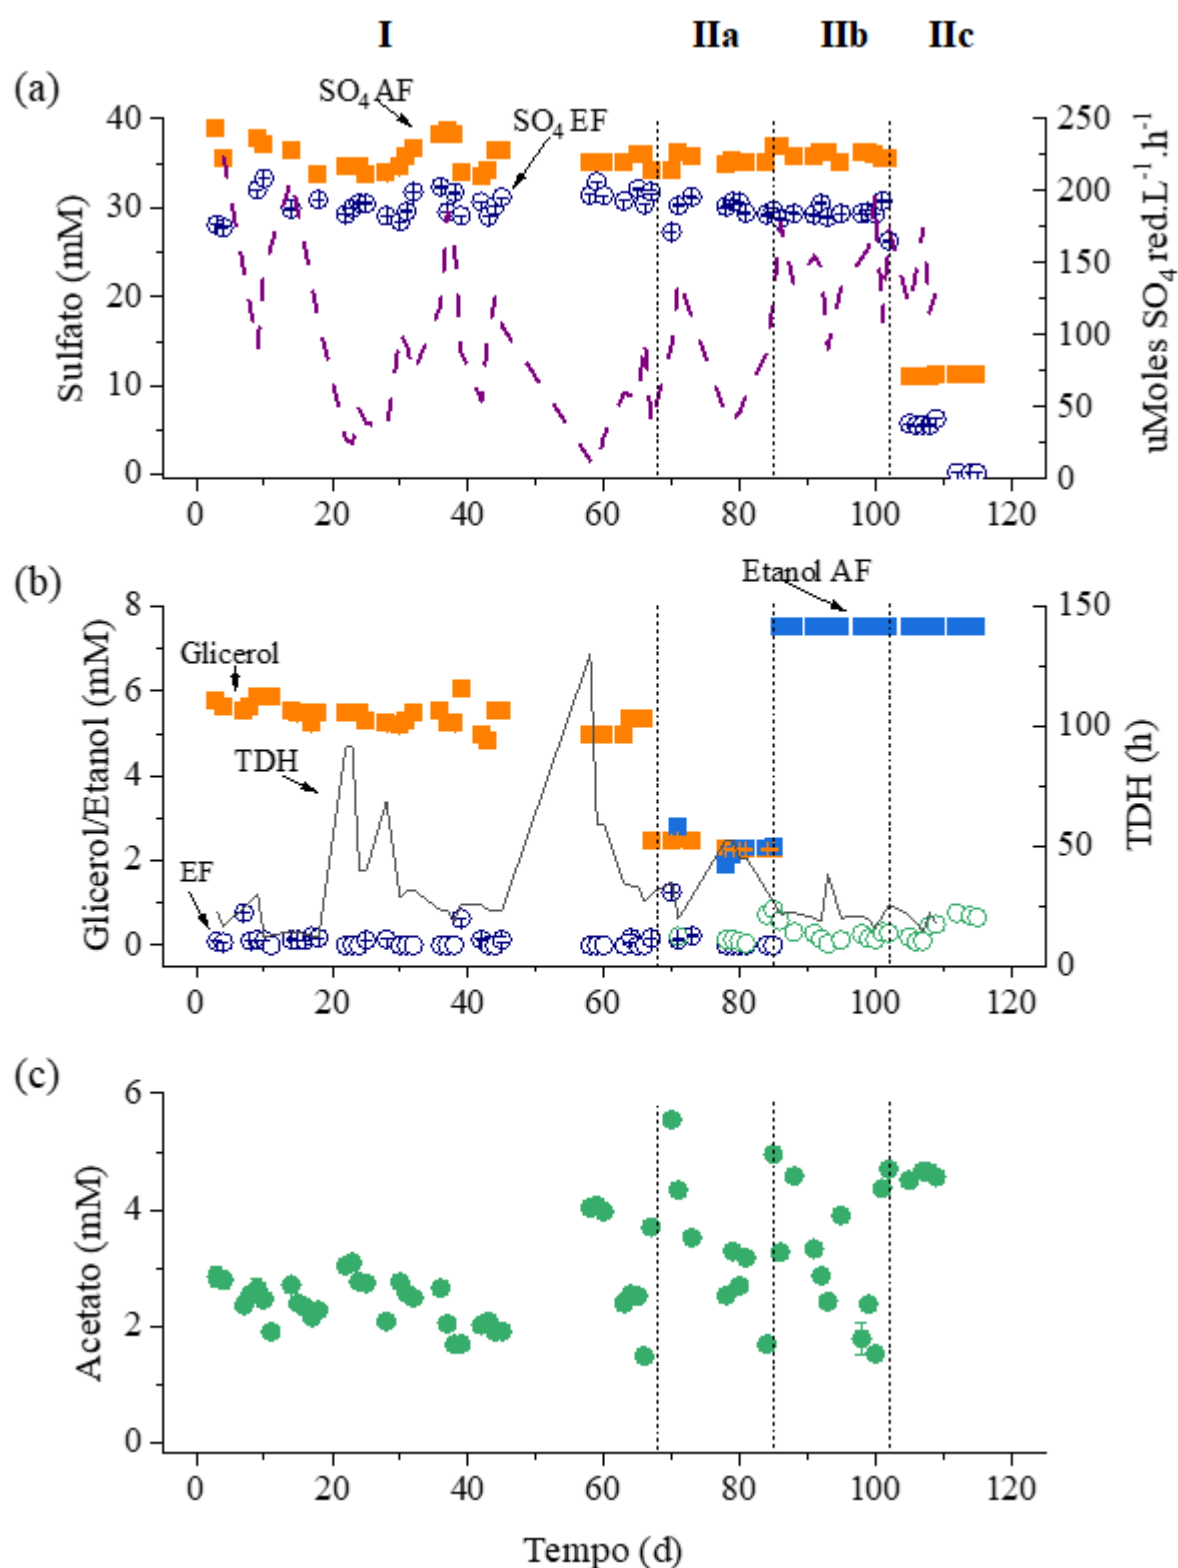 I IIa IIb IIc
(a)
SO4 AF
SO4 EF
40 250
200
30
150
20
100
10
50
0 0
Sulfato (mM)
uMoles SO4 red.L-1.h-1
0 20 40 60 80 100 120
(b)
Etanol AF
8 150
Glicerol
6
100
TDH
4
50
2
EF
0 0
Glicerol/Etanol (mM)
TDH (h)
0 20 40 60 80 100 120
(c)
6
4
2
0
Acetato (mM)
0 20 40 60 80 100 120
Tempo (d)